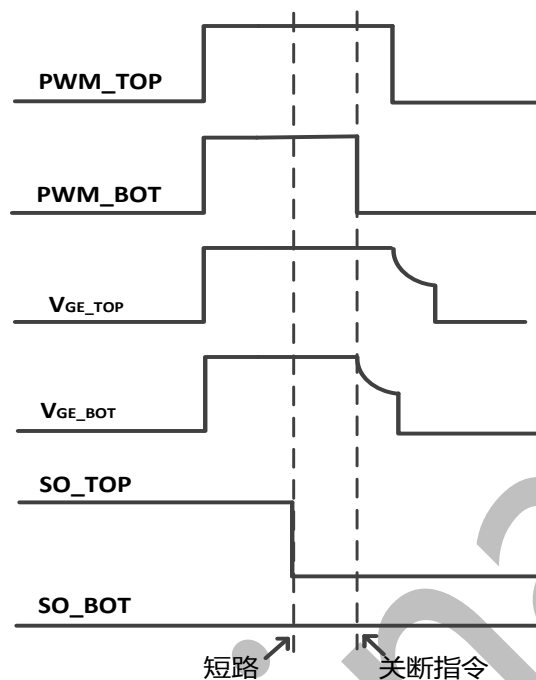 PWM_TOP
PWM_BOT
VGE_TOP
VGE_BOT
SO_TOP
SO_BOT
短路
关断指令